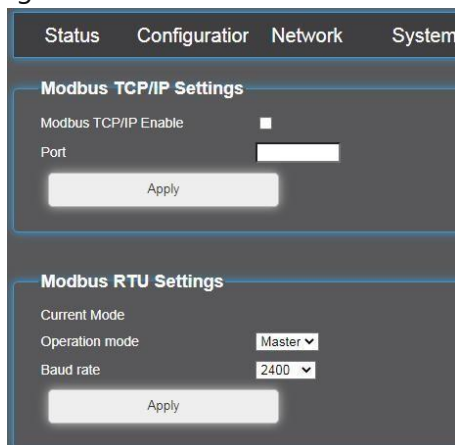 Status Configuratior Network System
Modbus TCP/IP Settings
Modbus TCP/IP Enable
Port
Apply
Modbus RTU Settings
Current Mode
Operation mode Master
Baud rate 2400
Apply